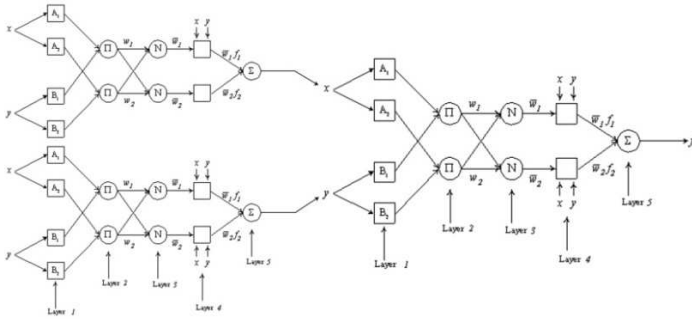 x y
x A₁ w₁ w̅₁ w̅₁f₁
A₂ Π N
Σ
B₁ Π N w̅₂f₂
y B₂ w₂ w̅₂
x A₁ w₁ w̅₁ x y w̅₁f₁
A₂ Π N
Σ
B₁ Π N w̅₂f₂
y B₂ w₂ w̅₂ x y
Layer 1
Layer 2
Layer 3
Layer 4
Layer 5
x A₁ x y
A₂ Π w₁ N w̅₁ w̅₁f₁
Σ
y B₁ Π w₂ N w̅₂ w̅₂f₂
B₂ x y
Layer 1
Layer 2
Layer 3
Layer 4
Layer 5